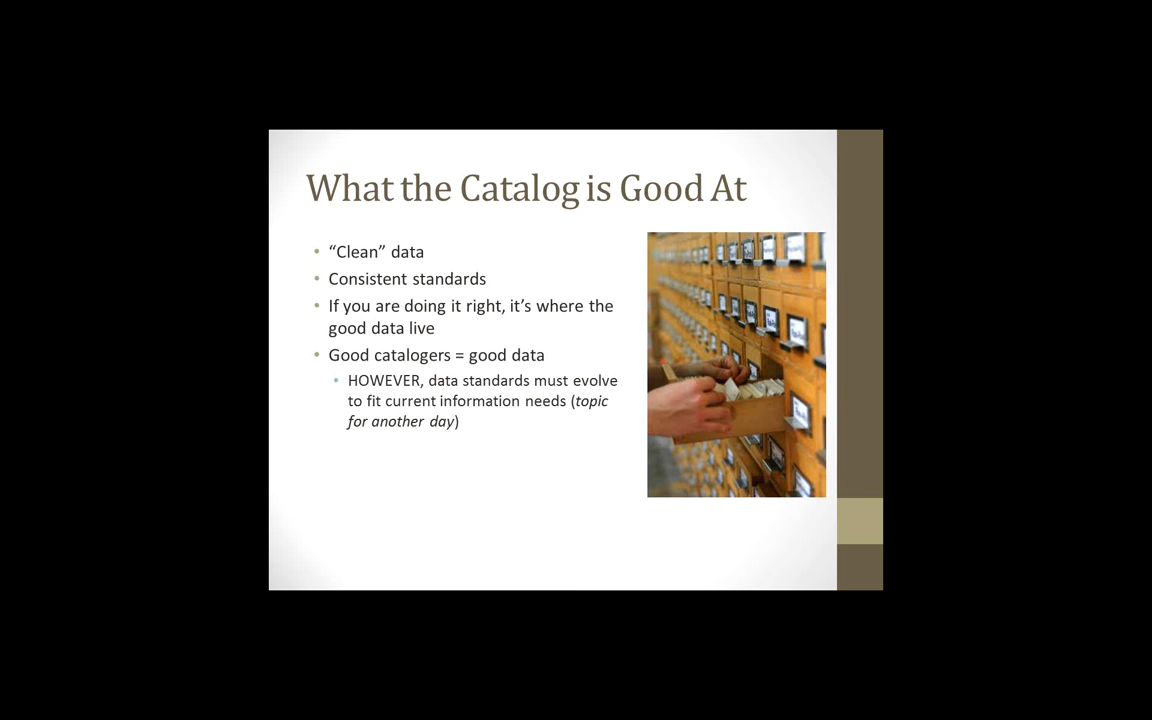 What the Catalog is Good At
• “Clean” data
• Consistent standards
• If you are doing it right, it’s where the
good data live
• Good catalogers = good data
• HOWEVER, data standards must evolve
to fit current information needs (topic
for another day)